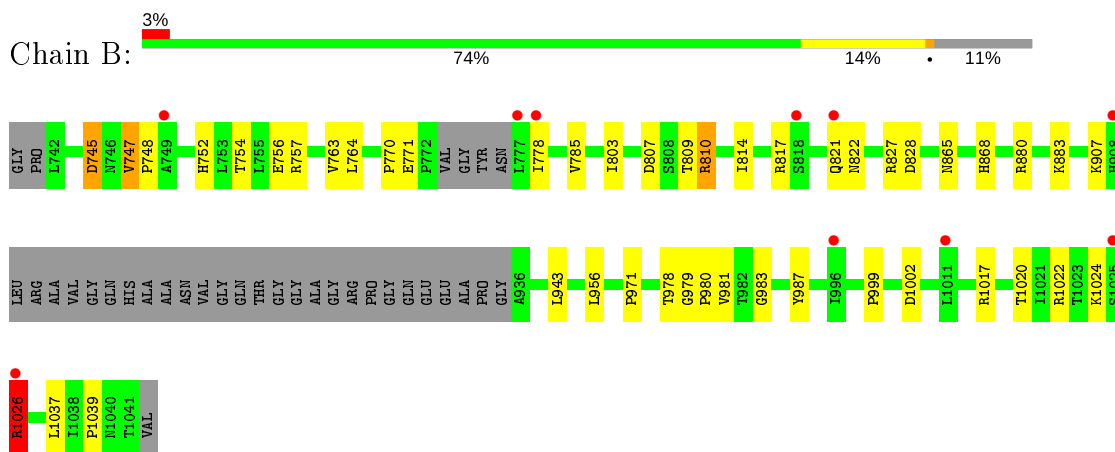 3%
Chain B:
74% 14% • 11%
GLY PRO L742 D745 N746 V747 P748 A749 H752 L753 T754 L755 E756 R757 V763 L764 P770 E771 P772 VAL GLY TYR ASN L777 I778 V785 I803 D807 S808 T809 R810 I814 R817 S818 Q821 N822 R827 D828 N865 H868 R880 K883 K907 H908
LEU ARG ALA VAL GLY GLN HIS ALA ALA ASN VAL GLY GLN THR GLY GLY ALA GLY ARG PRO GLY GLN GLU GLU ALA PRO GLY A936 L943 L956 P971 T978 G979 P980 V981 T982 G983 Y987 I996 P999 D1002 L1011 R1017 T1020 I1021 R1022 T1023 K1024 S1025
R1026 L1037 I1038 P1039 N1040 T1041 VAL